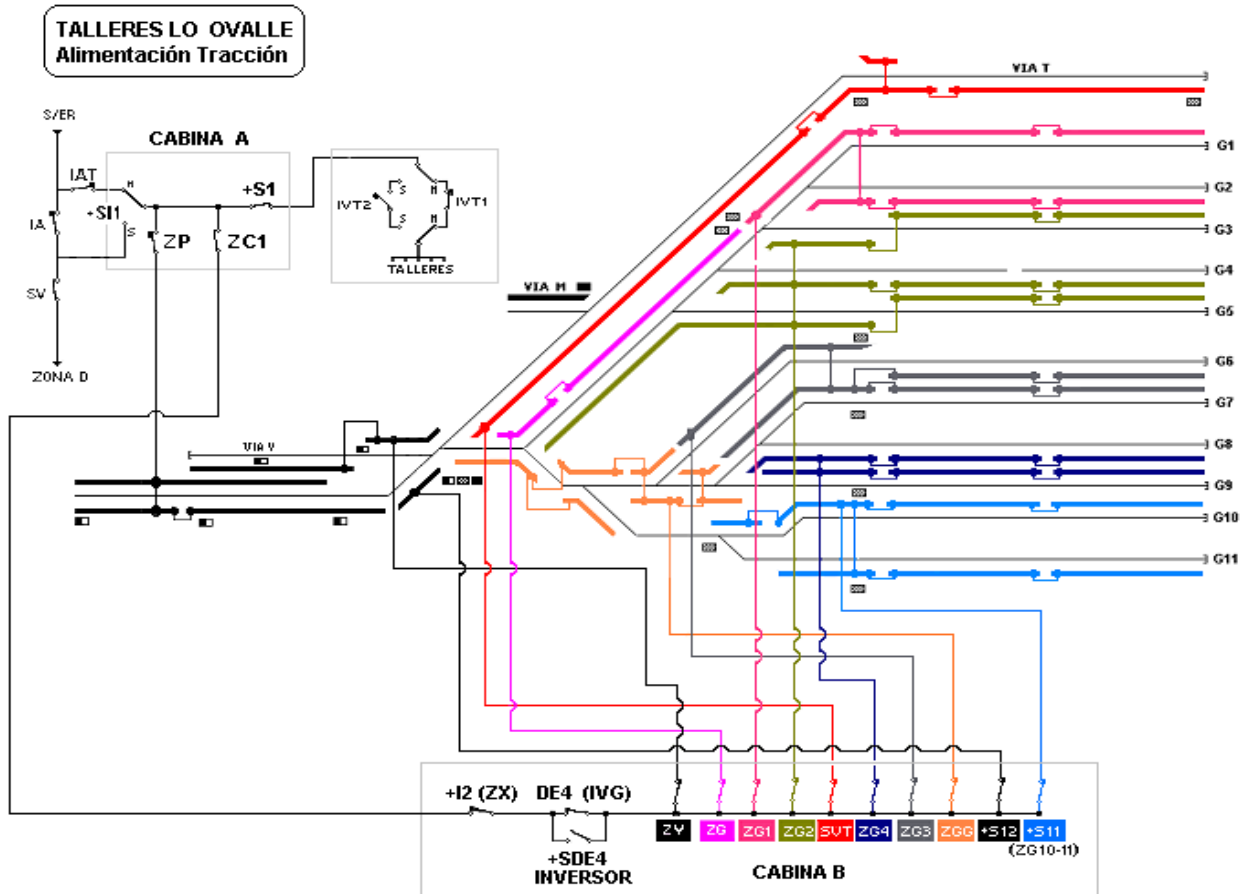 TALLERES LO OVALLE
Alimentación Tracción
S/ER
CABINA A
IAT
N
+S1
+SI1
S
IA
ZP
ZC1
SV
ZONA D
S
N
IVT2
IVT1
S
N
TALLERES
VIA T
G1
G2
G3
G4
G5
G6
G7
G8
G9
G10
G11
VIA M
VIA V
+I2 (ZX)
DE4 (IVG)
+SDE4
INVERSOR
ZV
ZG
ZG1
ZG2
SVT
ZG4
ZG3
ZGG
+S12
+S11
(ZG10-11)
CABINA B